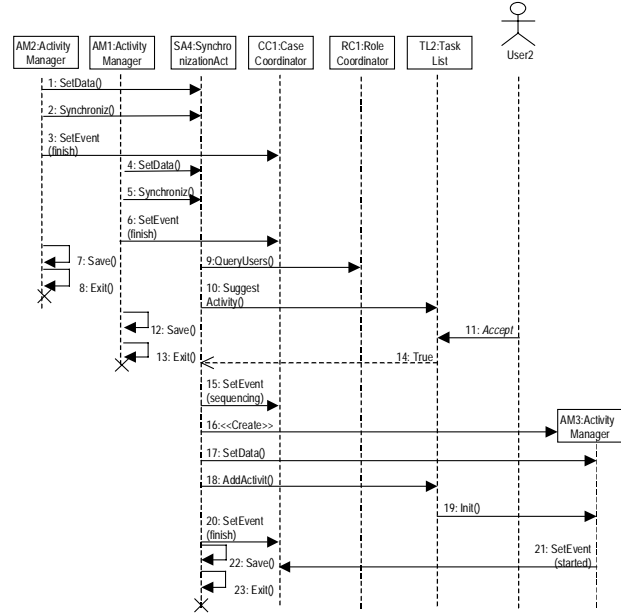 User2
AM2:Activity
Manager
AM1:Activity
Manager
SA4:Synchro
nizationAct
CC1:Case
Coordinator
RC1:Role
Coordinator
TL2:Task
List
1: SetData()
2: Synchroniz()
3: SetEvent
(finish)
4: SetData()
5: Synchroniz()
6: SetEvent
(finish)
7: Save()
9:QueryUsers()
8: Exit()
10: Suggest
Activity()
11: Accept
12: Save()
13: Exit()
14: True
15: SetEvent
(sequencing)
16:<<Create>>
AM3:Activity
Manager
17: SetData()
18: AddActivit()
19: Init()
20: SetEvent
(finish)
21: SetEvent
(started)
22: Save()
23: Exit()